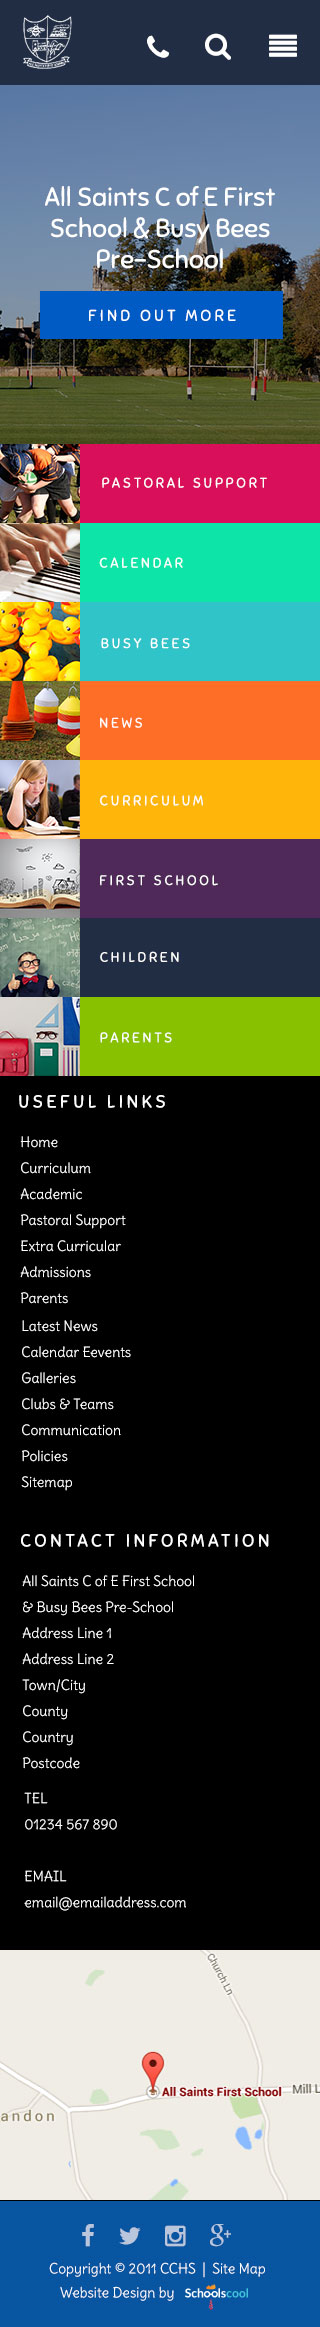 All Saints C of E First
School & Busy Bees
Pre-School
FIND OUT MORE
PASTORAL SUPPORT
CALENDAR
BUSY BEES
NEWS
CURRICULUM
FIRST SCHOOL
CHILDREN
PARENTS
USEFUL LINKS
Home
Curriculum
Academic
Pastoral Support
Extra Curricular
Admissions
Parents
Latest News
Calendar Eevents
Galleries
Clubs & Teams
Communication
Policies
Sitemap
CONTACT INFORMATION
All Saints C of E First School
& Busy Bees Pre-School
Address Line 1
Address Line 2
Town/City
County
Country
Postcode
TEL
01234 567 890
EMAIL
email@emailaddress.com
Church Ln
All Saints First School
Mill L
andon
Copyright © 2011 CCHS | Site Map
Website Design by Schoolscool